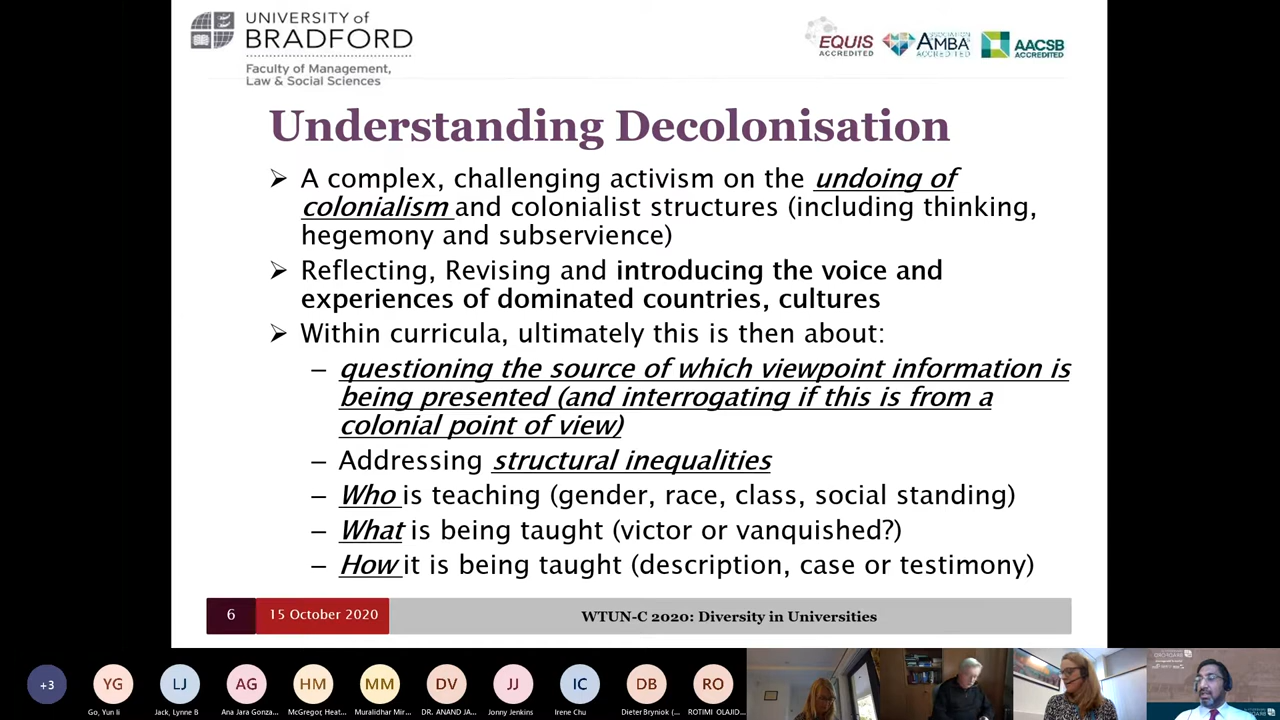 UNIVERSITY of
BRADFORD
Faculty of Management,
Law & Social Sciences
EQUIS
ACCREDITED
ASSOCIATION
AMBA
ACCREDITED
AACSB
ACCREDITED
Understanding Decolonisation
➤ A complex, challenging activism on the undoing of
colonialism and colonialist structures (including thinking,
hegemony and subservience)
➤ Reflecting, Revising and introducing the voice and
experiences of dominated countries, cultures
➤ Within curricula, ultimately this is then about:
– questioning the source of which viewpoint information is
being presented (and interrogating if this is from a
colonial point of view)
– Addressing structural inequalities
– Who is teaching (gender, race, class, social standing)
– What is being taught (victor or vanquished?)
– How it is being taught (description, case or testimony)
6
15 October 2020
WTUN-C 2020: Diversity in Universities
+3
YG
LJ
AG
HM
MM
DV
JJ
IC
DB
RO
Go, Yun Ii
Jack, Lynne B
Ana Jara Gonza...
McGregor, Heat...
Muralidhar Mir...
DR. ANAND JA...
Jonny Jenkins
Irene Chu
Dieter Bryniok (...
ROTIMI OLAJID...